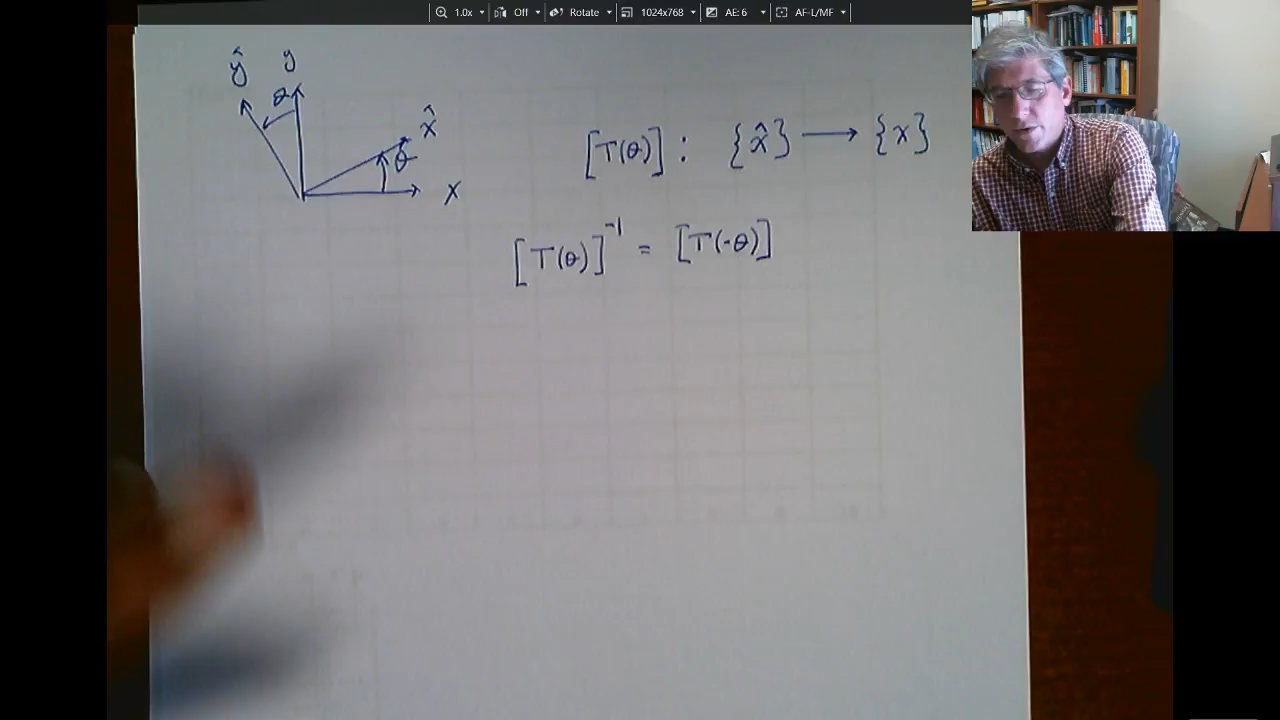 1.0x Off Rotate 1024x768 AE: 6 AF-L/MF
ŷ y
θ
x̂
θ
x
[T(θ)] : {x̂} ⟶ {x}
[T(θ)]⁻¹ = [T(-θ)]